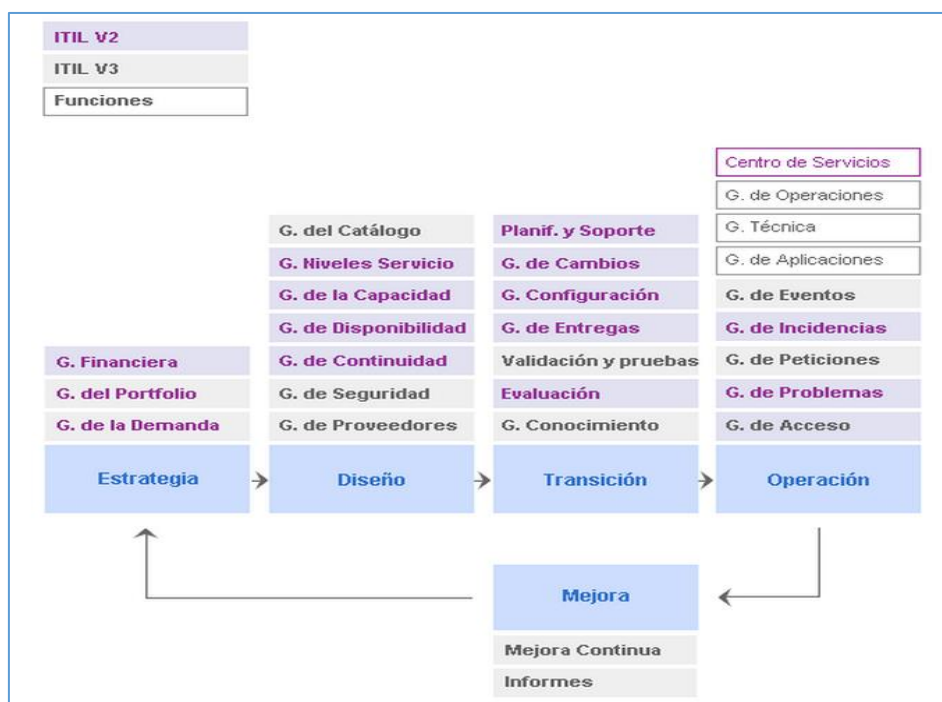 ITIL V2
ITIL V3
Funciones
G. Financiera
G. del Portfolio
G. de la Demanda
Estrategia
G. del Catálogo
G. Niveles Servicio
G. de la Capacidad
G. de Disponibilidad
G. de Continuidad
G. de Seguridad
G. de Proveedores
Diseño
Planif. y Soporte
G. de Cambios
G. Configuración
G. de Entregas
Validación y pruebas
Evaluación
G. Conocimiento
Transición
Centro de Servicios
G. de Operaciones
G. Técnica
G. de Aplicaciones
G. de Eventos
G. de Incidencias
G. de Peticiones
G. de Problemas
G. de Acceso
Operación
Mejora
Mejora Continua
Informes